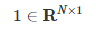 1 ∈ R^{N×1}